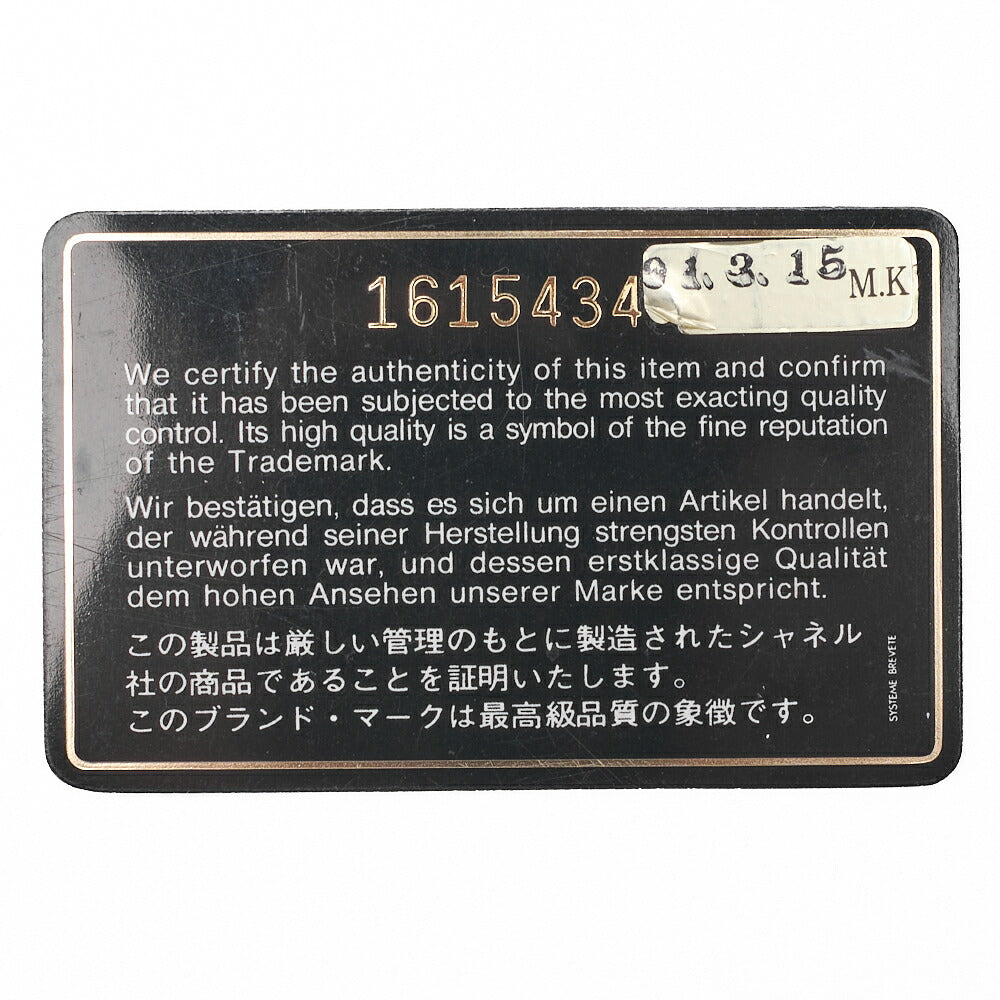 1615434
91.3.15 M.K
We certify the authenticity of this item and confirm
that it has been subjected to the most exacting quality
control. Its high quality is a symbol of the fine reputation
of the Trademark.
Wir bestätigen, dass es sich um einen Artikel handelt,
der während seiner Herstellung strengsten Kontrollen
unterworfen war, und dessen erstklassige Qualität
dem hohen Ansehen unserer Marke entspricht.
この製品は厳しい管理のもとに製造されたシャネル
社の商品であることを証明いたします。
このブランド・マークは最高級品質の象徴です。
SYSTEME BREVETE